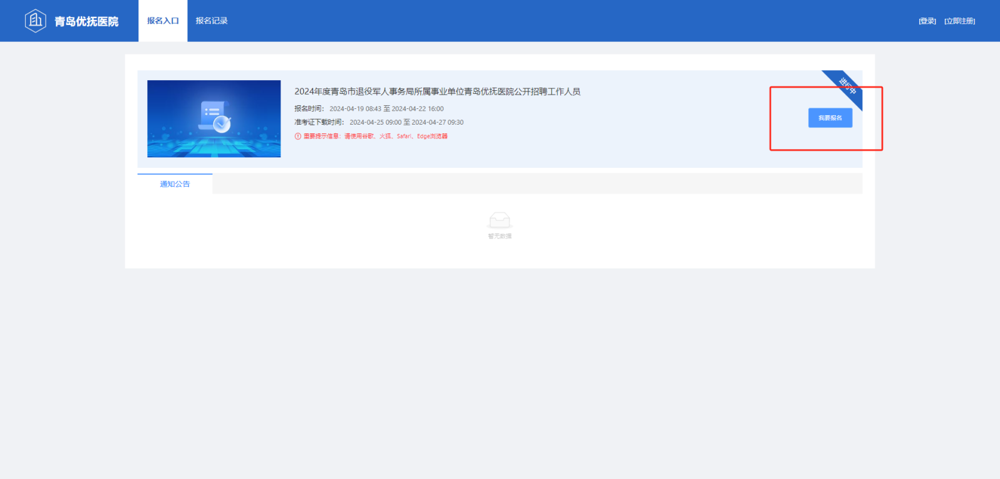 青岛优抚医院
报名入口
报名记录
[登录]
[立即注册]
进行中
2024年度青岛市退役军人事务局所属事业单位青岛优抚医院公开招聘工作人员
报名时间： 2024-04-19 08:43 至 2024-04-22 16:00
准考证下载时间： 2024-04-25 09:00 至 2024-04-27 09:30
重要提示信息：请使用谷歌、火狐、Safari、Edge浏览器
我要报名
通知公告
暂无数据